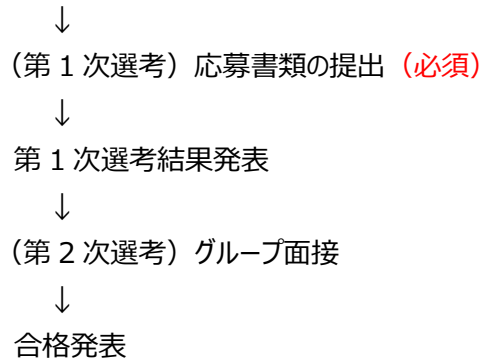 ↓
（第１次選考）応募書類の提出（必須）
↓
第１次選考結果発表
↓
（第２次選考）グループ面接
↓
合格発表